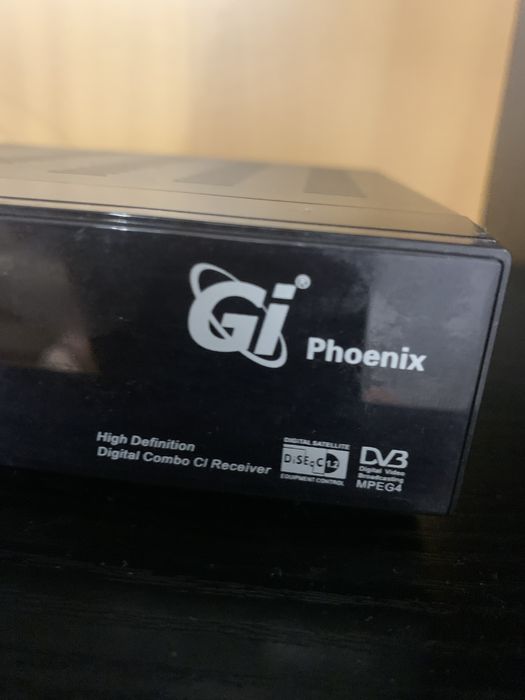 Gi®
Phoenix
High Definition
Digital Combo CI Receiver
DIGITAL SATELLITE
DiSEqC 1.2
EQUIPMENT CONTROL
DVB
Digital Video
Broadcasting
MPEG4